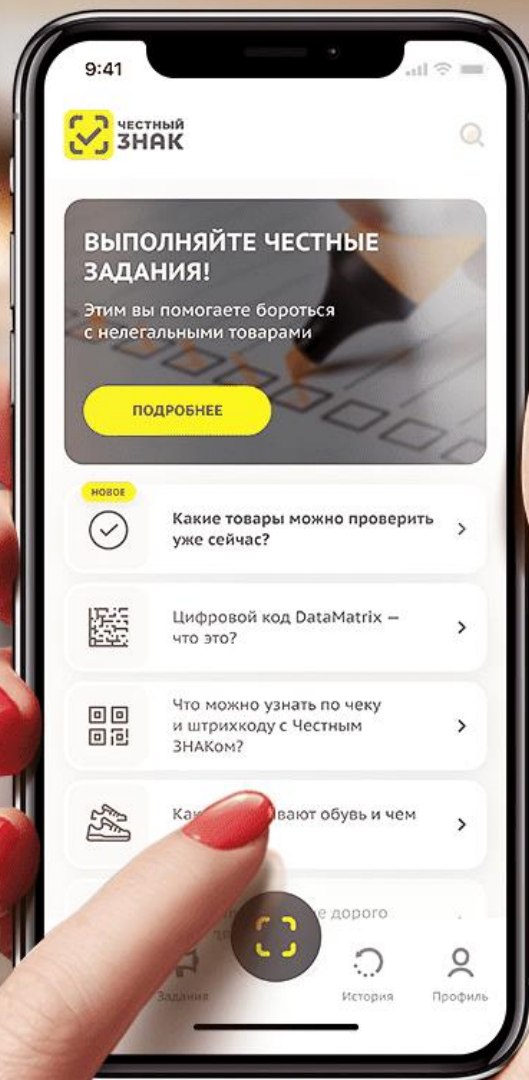 9:41
ЧЕСТНЫЙ
ЗНАК
ВЫПОЛНЯЙТЕ ЧЕСТНЫЕ
ЗАДАНИЯ!
Этим вы помогаете бороться
с нелегальными товарами
ПОДРОБНЕЕ
НОВОЕ
Какие товары можно проверить
уже сейчас?
Цифровой код DataMatrix —
что это?
Что можно узнать по чеку
и штрихкоду с Честным
ЗНАКом?
обувь и чем
дорого
Задания
История
Профиль